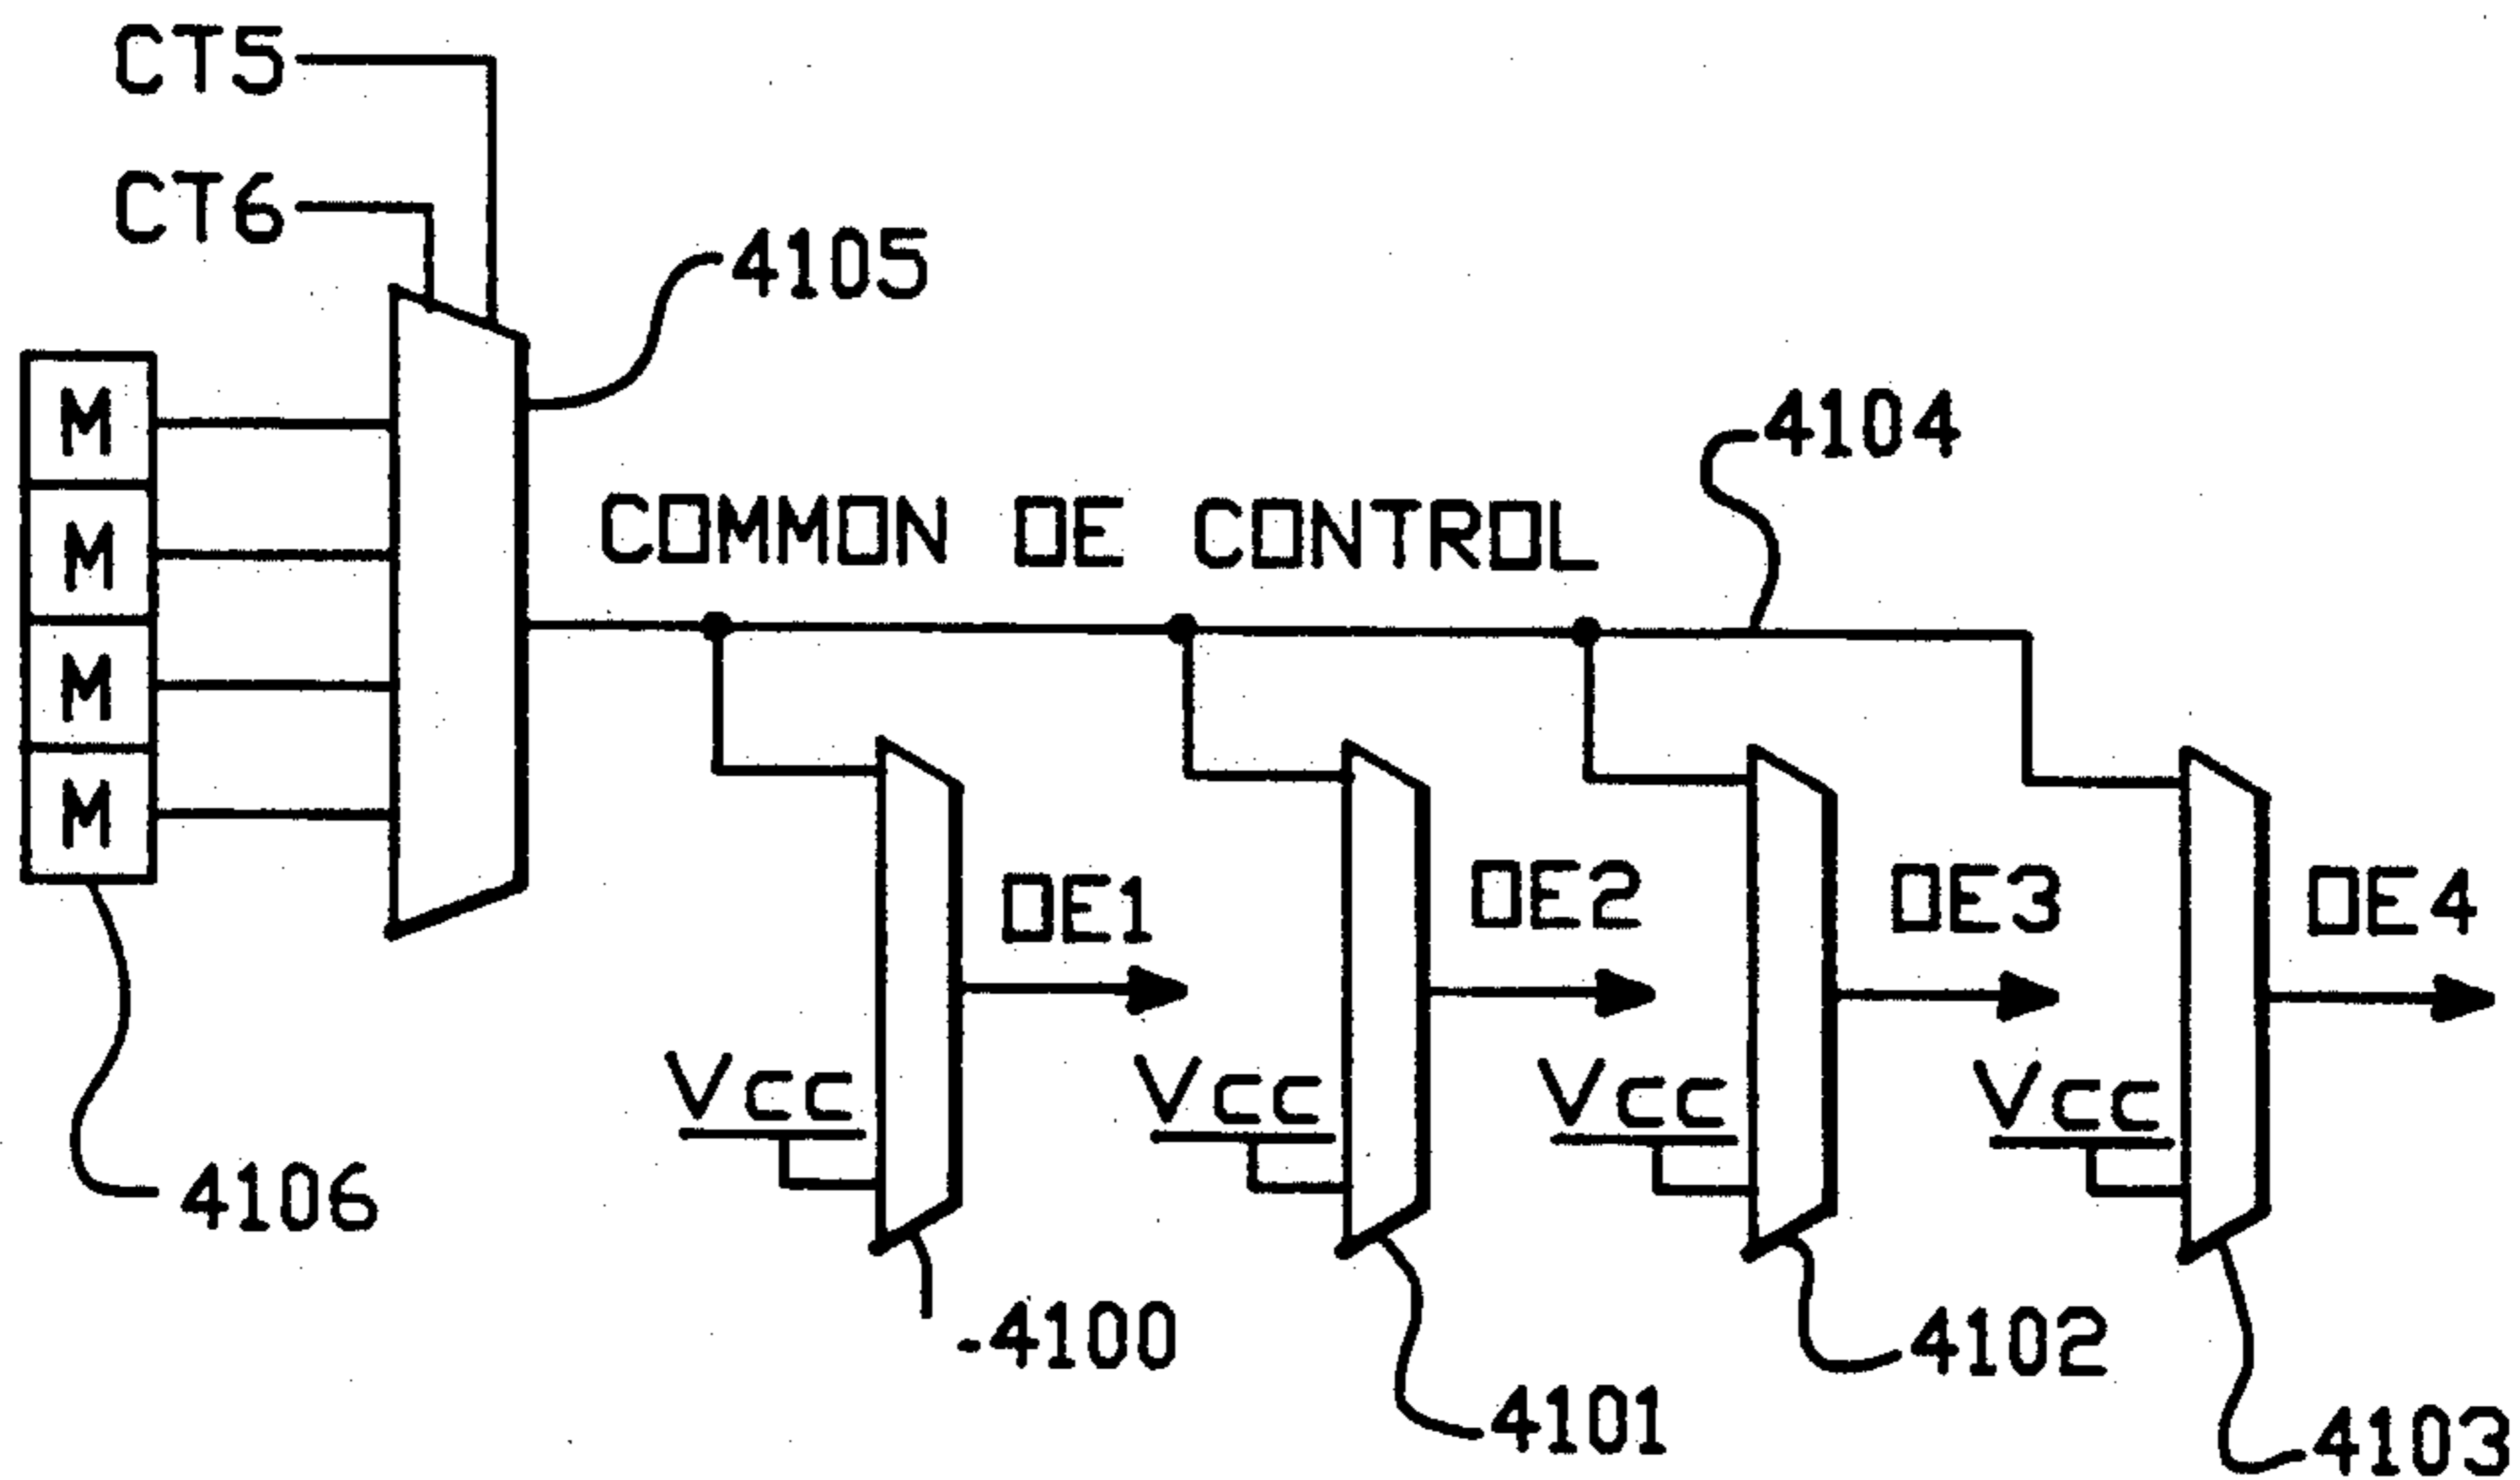 CT5
CT6
4105
4104
M
M
M
M
COMMON OE CONTROL
OE1
OE2
OE3
OE4
Vcc
Vcc
Vcc
Vcc
4106
4100
4101
4102
4103